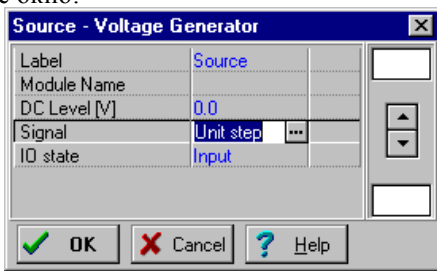 окно:
Source - Voltage Generator
Label Source
Module Name
DC Level [V] 0.0
Signal Unit step ...
IO state Input
OK Cancel ? Help